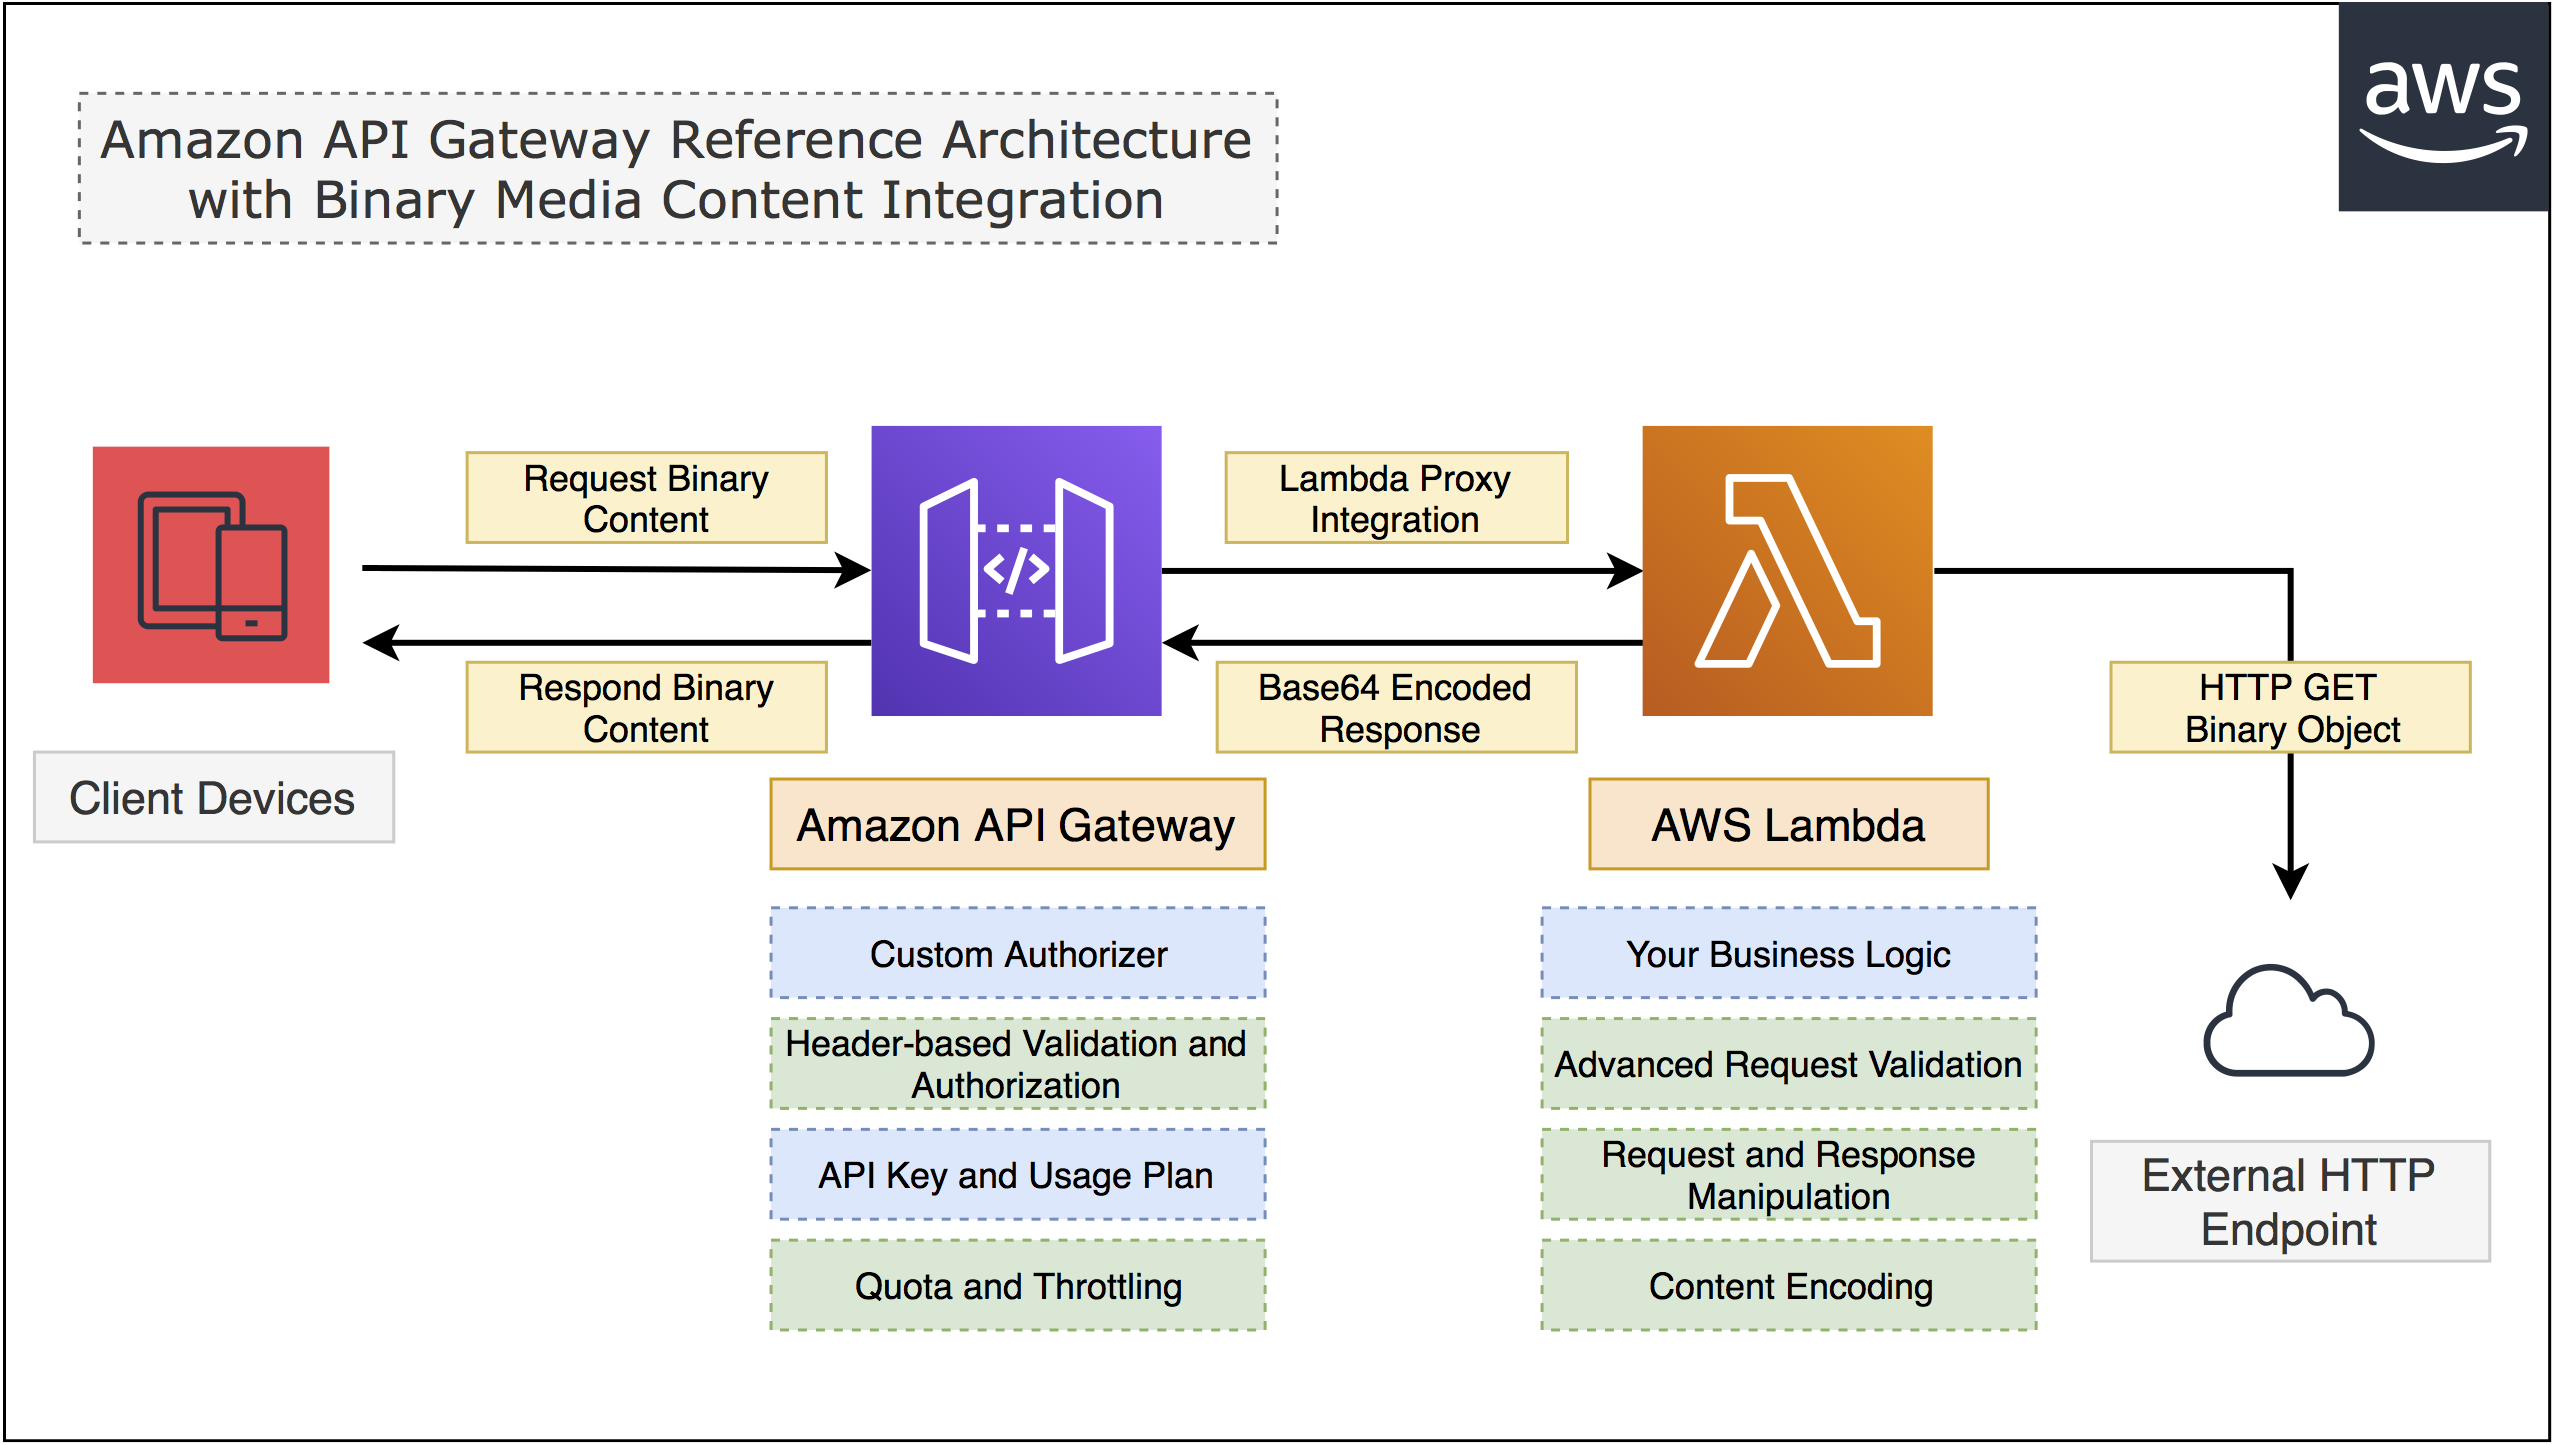 aws
Amazon API Gateway Reference Architecture
with Binary Media Content Integration
Request Binary
Content
Lambda Proxy
Integration
</>
Respond Binary
Content
Base64 Encoded
Response
HTTP GET
Binary Object
Client Devices
Amazon API Gateway
AWS Lambda
Custom Authorizer
Header-based Validation and
Authorization
API Key and Usage Plan
Quota and Throttling
Your Business Logic
Advanced Request Validation
Request and Response
Manipulation
Content Encoding
External HTTP
Endpoint